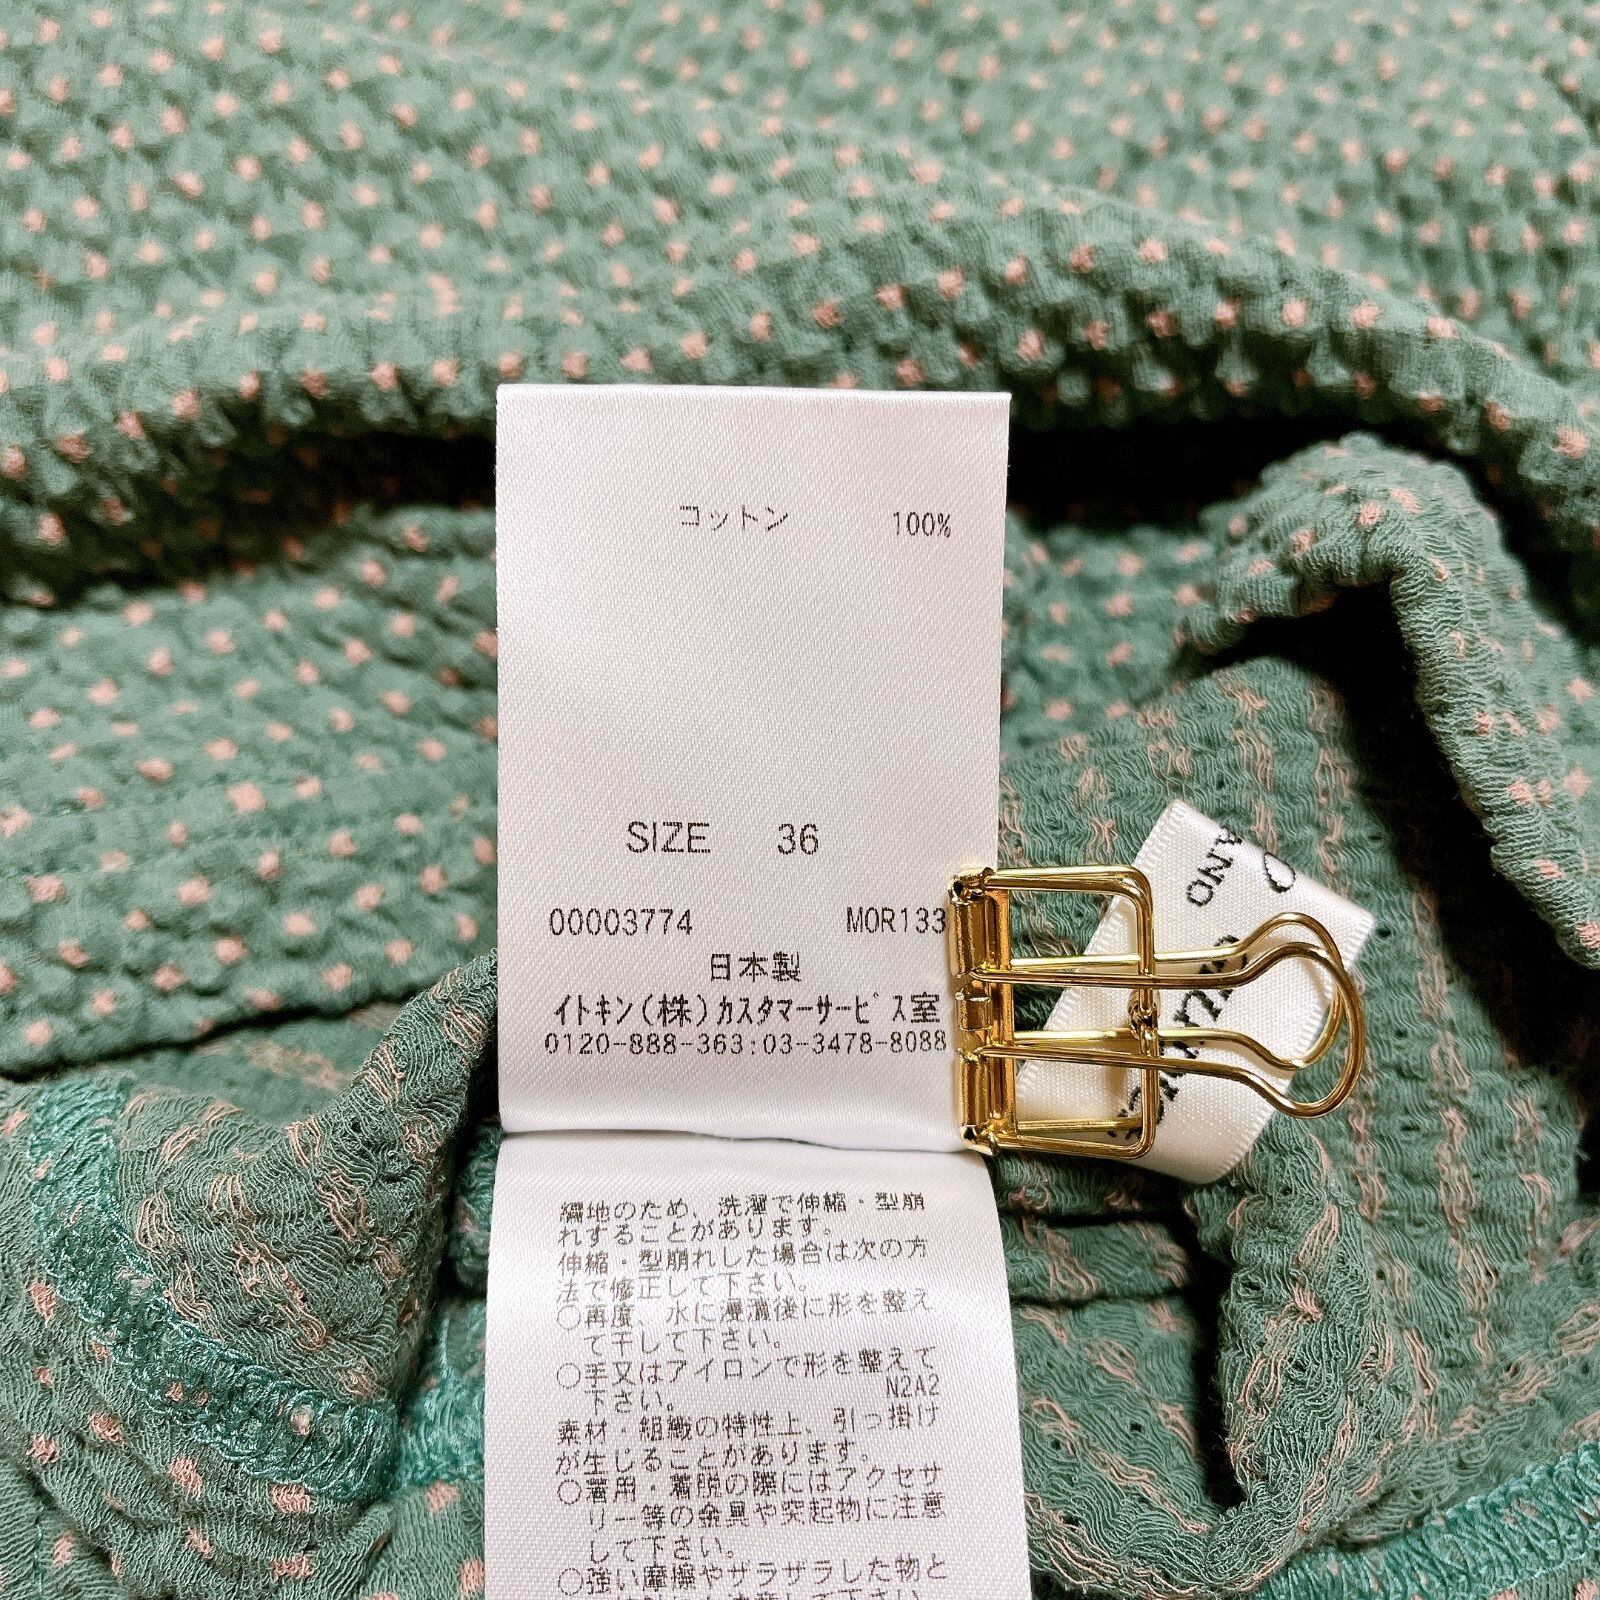 コットン 100%
SIZE 36
00003774 MOR133
日本製
イトキン(株)カスタマーサービス室
0120-888-363:03-3478-8088
編地のため、洗濯で伸縮・型崩
れすることがあります。
伸縮・型崩れした場合は次の方
法で修正して下さい。
○再度、水に浸漬後に形を整え
て干して下さい。
○手又はアイロンで形を整えて
下さい。 N2A2
素材・組織の特性上、引っ掛け
が生じることがあります。
○着用・着脱の際にはアクセサ
リー等の金具や突起物に注意
して下さい。
○強い摩擦やザラザラした物と